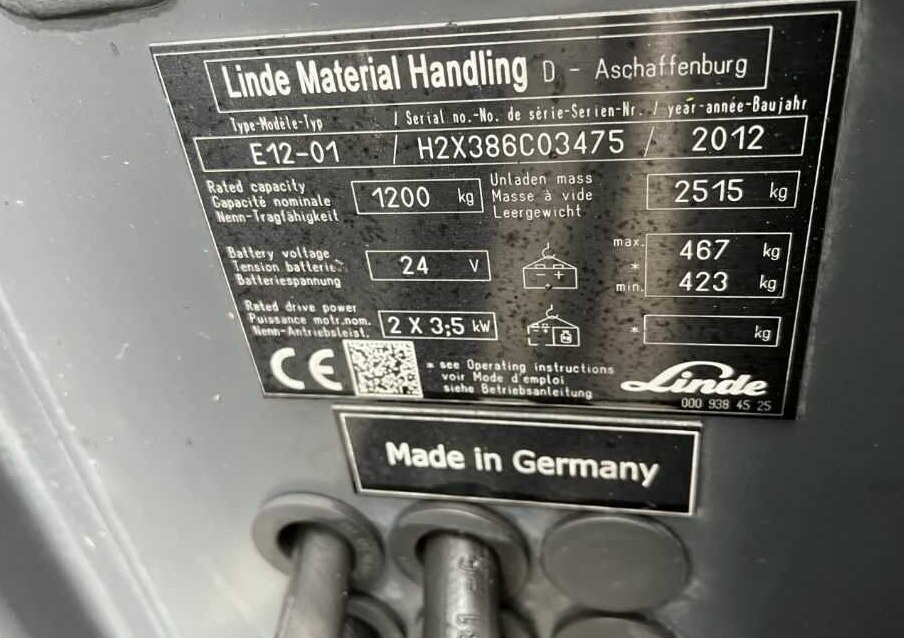 Linde Material Handling D - Aschaffenburg
Type-Modèle-Typ / Serial no.-No. de série-Serien-Nr. / year-année-Baujahr
E12-01 / H2X386C03475 / 2012
Rated capacity
Capacité nominale
Nenn-Tragfähigkeit
1200 kg
Unladen mass
Masse à vide
Leergewicht
2515 kg
Battery voltage
Tension batterie
Batteriespannung
24 V
- +
max. 467 kg
*
min. 423 kg
Rated drive power
Puissance motr.nom.
Nenn-Antriebsleist.
2 X 3,5 kW
* kg
CE
* see Operating instructions
voir Mode d'emploi
siehe Betriebsanleitung
Linde
000 938 45 25
Made in Germany